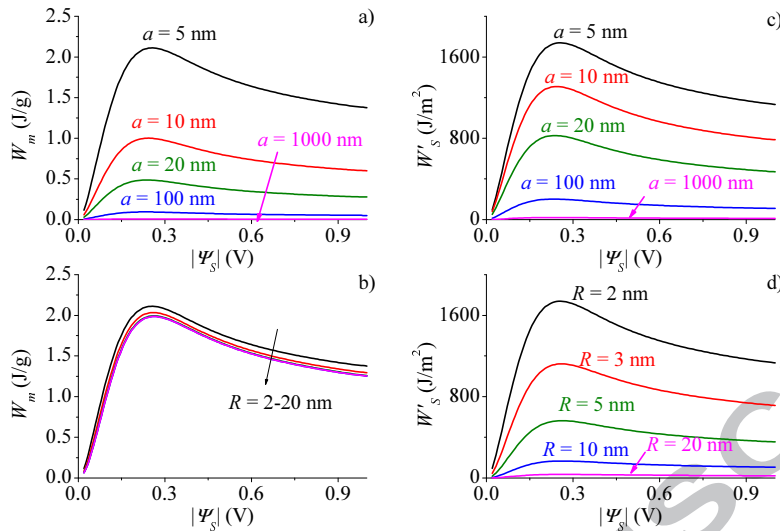 a)
a = 5 nm
a = 10 nm
a = 1000 nm
a = 20 nm
a = 100 nm
W_m (J/g)
2.5
2.0
1.5
1.0
0.5
0.0
0.0 0.3 0.6 0.9
|Ψ_S| (V)
c)
a = 5 nm
a = 10 nm
a = 20 nm
a = 100 nm
a = 1000 nm
W'_S (J/m²)
1600
800
0
0.0 0.3 0.6 0.9
|Ψ_S| (V)
b)
R = 2-20 nm
W_m (J/g)
2.5
2.0
1.5
1.0
0.5
0.0
0.0 0.3 0.6 0.9
|Ψ_S| (V)
d)
R = 2 nm
R = 3 nm
R = 5 nm
R = 20 nm
R = 10 nm
W'_S (J/m²)
1600
800
0
0.0 0.3 0.6 0.9
|Ψ_S| (V)